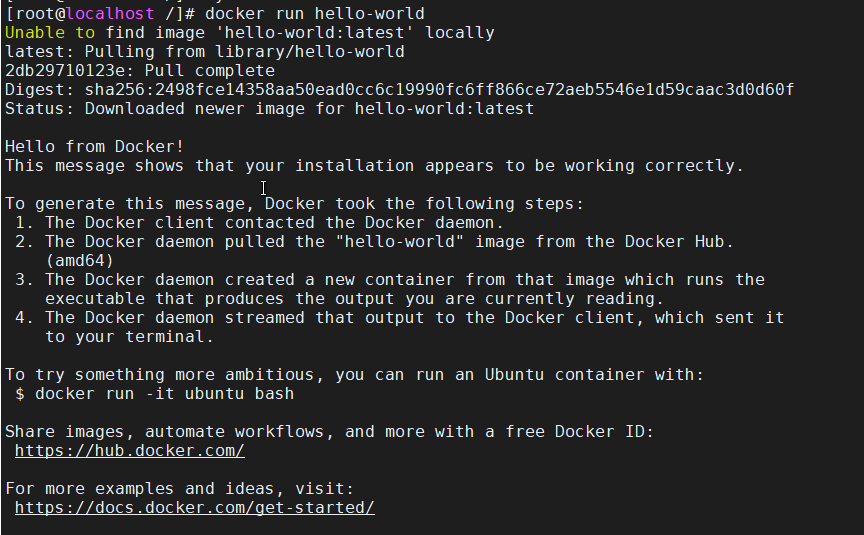 [root@localhost /]# docker run hello-world
Unable to find image 'hello-world:latest' locally
latest: Pulling from library/hello-world
2db29710123e: Pull complete
Digest: sha256:2498fce14358aa50ead0cc6c19990fc6ff866ce72aeb5546e1d59caac3d0d60f
Status: Downloaded newer image for hello-world:latest

Hello from Docker!
This message shows that your installation appears to be working correctly.

To generate this message, Docker took the following steps:
 1. The Docker client contacted the Docker daemon.
 2. The Docker daemon pulled the "hello-world" image from the Docker Hub.
    (amd64)
 3. The Docker daemon created a new container from that image which runs the
    executable that produces the output you are currently reading.
 4. The Docker daemon streamed that output to the Docker client, which sent it
    to your terminal.

To try something more ambitious, you can run an Ubuntu container with:
 $ docker run -it ubuntu bash

Share images, automate workflows, and more with a free Docker ID:
 https://hub.docker.com/

For more examples and ideas, visit:
 https://docs.docker.com/get-started/